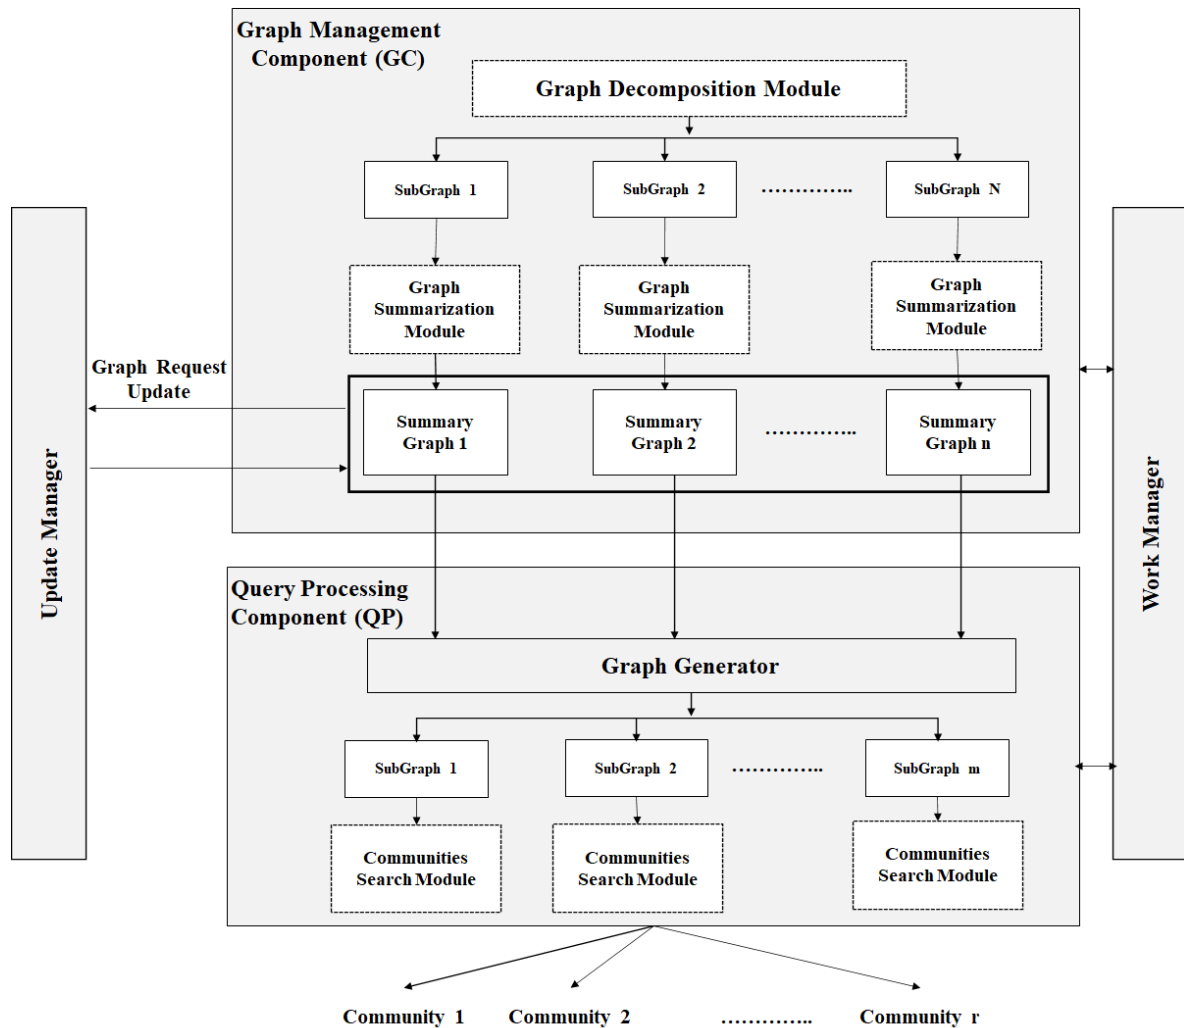 Graph Management
Component (GC)
Graph Decomposition Module
SubGraph 1
SubGraph 2
…………..
SubGraph N
Graph
Summarization
Module
Graph
Summarization
Module
Graph
Summarization
Module
Graph Request
Update
Summary
Graph 1
Summary
Graph 2
…………..
Summary
Graph n
Update Manager
Work Manager
Query Processing
Component (QP)
Graph Generator
SubGraph 1
SubGraph 2
…………..
SubGraph m
Communities
Search Module
Communities
Search Module
Communities
Search Module
Community 1
Community 2
…………..
Community r